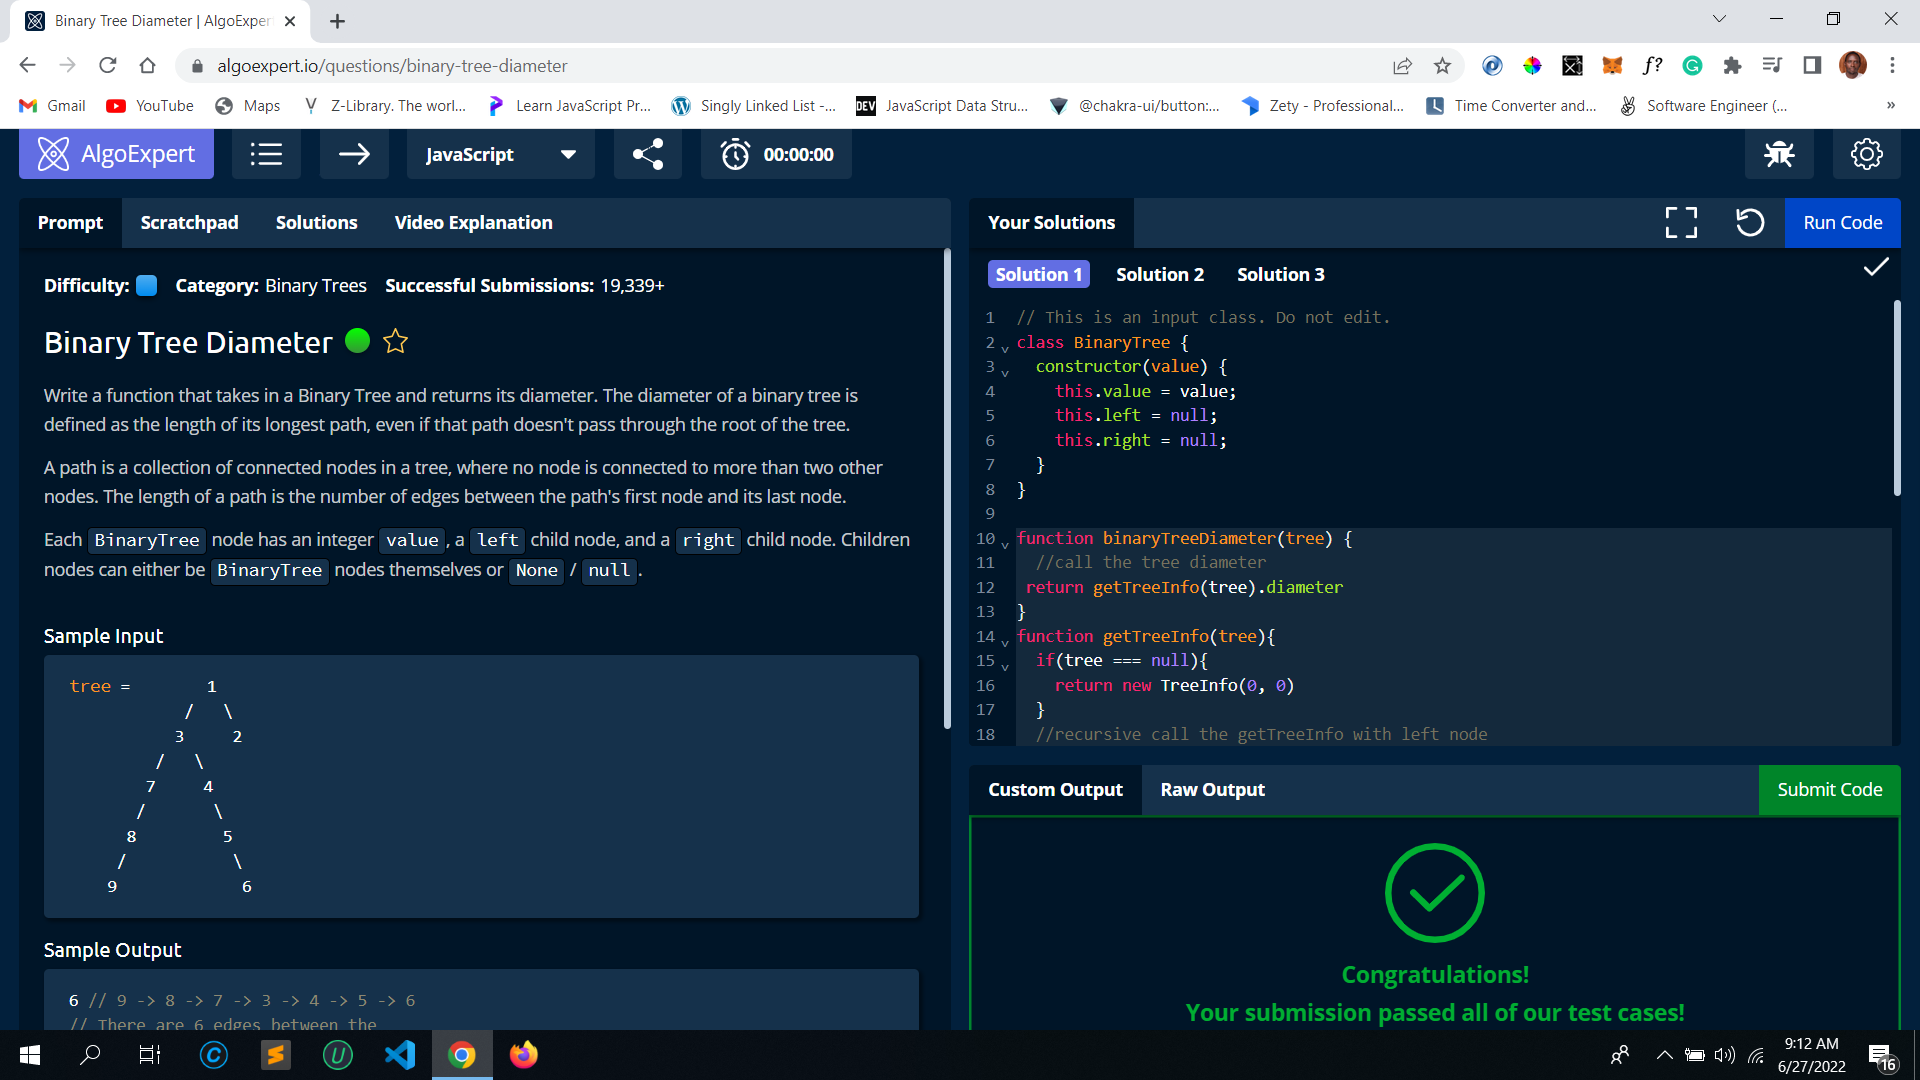 Binary Tree Diameter | AlgoExper
algoexpert.io/questions/binary-tree-diameter
f?
Gmail
YouTube
Maps
Z-Library. The worl...
Learn JavaScript Pr...
Singly Linked List -...
DEV JavaScript Data Stru...
@chakra-ui/button:...
Zety - Professional...
Time Converter and...
Software Engineer (...
»
AlgoExpert
JavaScript
00:00:00
Prompt
Scratchpad
Solutions
Video Explanation
Difficulty:
Category: Binary Trees
Successful Submissions: 19,339+
Binary Tree Diameter
Write a function that takes in a Binary Tree and returns its diameter. The diameter of a binary tree is
defined as the length of its longest path, even if that path doesn't pass through the root of the tree.
A path is a collection of connected nodes in a tree, where no node is connected to more than two other
nodes. The length of a path is the number of edges between the path's first node and its last node.
Each BinaryTree node has an integer value, a left child node, and a right child node. Children
nodes can either be BinaryTree nodes themselves or None / null.
Sample Input
tree = 1
/ \
3 2
/ \
7 4
/ \
8 5
/ \
9 6
Sample Output
6 // 9 -> 8 -> 7 -> 3 -> 4 -> 5 -> 6
// There are 6 edges between the
Your Solutions
Run Code
Solution 1
Solution 2
Solution 3
1 // This is an input class. Do not edit.
2 class BinaryTree {
3 constructor(value) {
4 this.value = value;
5 this.left = null;
6 this.right = null;
7 }
8 }
9
10 function binaryTreeDiameter(tree) {
11 //call the tree diameter
12 return getTreeInfo(tree).diameter
13 }
14 function getTreeInfo(tree){
15 if(tree === null){
16 return new TreeInfo(0, 0)
17 }
18 //recursive call the getTreeInfo with left node
Custom Output
Raw Output
Submit Code
Congratulations!
Your submission passed all of our test cases!
9:12 AM
6/27/2022
16